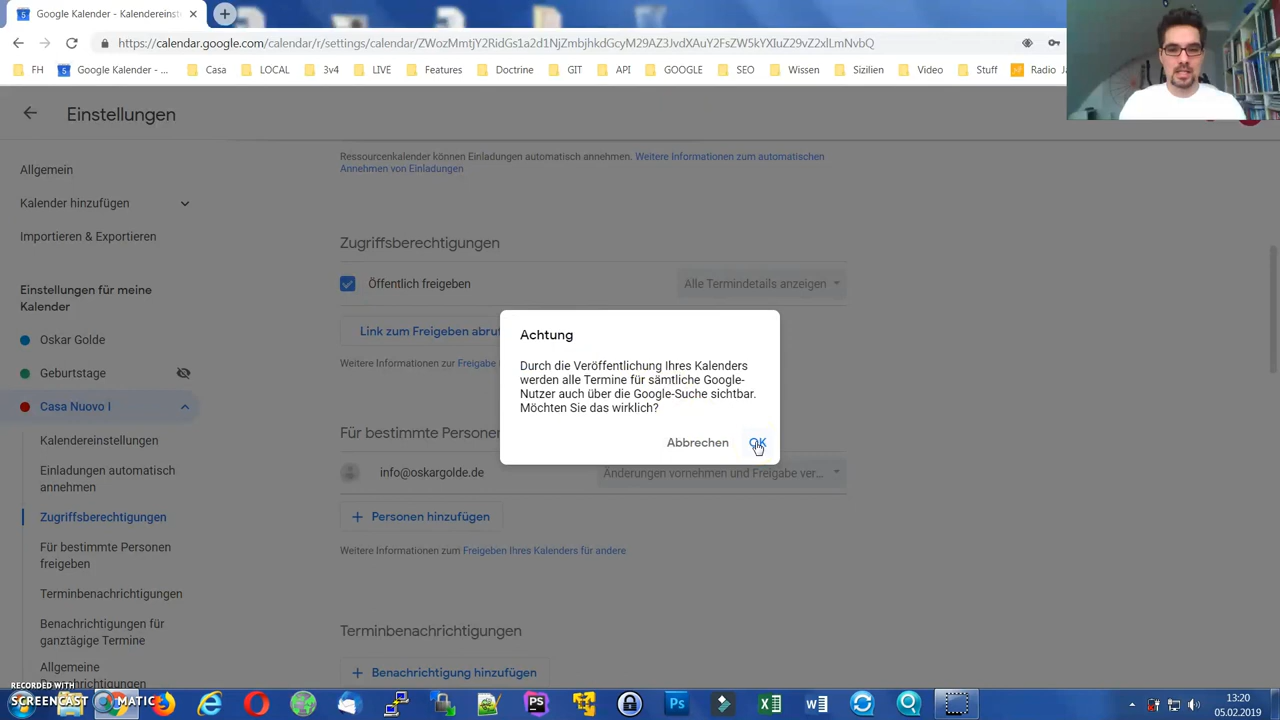 Google Kalender - Kalendereinst
https://calendar.google.com/calendar/r/settings/calendar/ZWozMmtjY2RidGs1a2d1NjZmbjhkdGcyM29AZ3JvdXAuY2FsZW5kYXIuZ29vZ2xlLmNvbQ
FH
Google Kalender - ...
Casa
LOCAL
3v4
LIVE
Features
Doctrine
GIT
API
GOOGLE
SEO
Wissen
Sizilien
Video
Stuff
Radio
Einstellungen
Ressourcenkalender können Einladungen automatisch annehmen. Weitere Informationen zum automatischen
Annehmen von Einladungen
Allgemein
Kalender hinzufügen
Importieren & Exportieren
Einstellungen für meine
Kalender
Oskar Golde
Geburtstage
Casa Nuovo I
Kalendereinstellungen
Einladungen automatisch
annehmen
Zugriffsberechtigungen
Für bestimmte Personen
freigeben
Terminbenachrichtigungen
Benachrichtigungen für
ganztägige Termine
Allgemeine
Benachrichtigungen
Zugriffsberechtigungen
Öffentlich freigeben
Alle Termindetails anzeigen
Link zum Freigeben abruf
Weitere Informationen zur Freigabe
Achtung
Durch die Veröffentlichung Ihres Kalenders
werden alle Termine für sämtliche Google-
Nutzer auch über die Google-Suche sichtbar.
Möchten Sie das wirklich?
Abbrechen
OK
Für bestimmte Personen
info@oskargolde.de
Änderungen vornehmen und Freigabe ver...
+ Personen hinzufügen
Weitere Informationen zum Freigeben Ihres Kalenders für andere
Terminbenachrichtigungen
+ Benachrichtigung hinzufügen
RECORDED WITH
SCREENCAST MATIC
13:20
05.02.2019